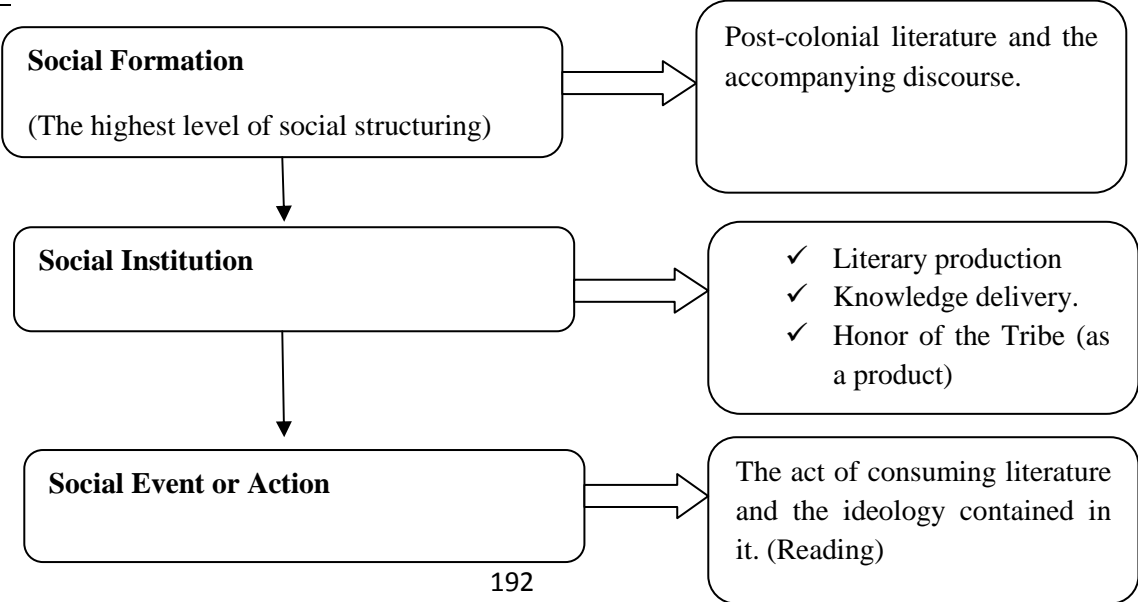 Social Formation
(The highest level of social structuring)
Post-colonial literature and the
accompanying discourse.
Social Institution
✓ Literary production
✓ Knowledge delivery.
✓ Honor of the Tribe (as
a product)
Social Event or Action
The act of consuming literature
and the ideology contained in
it. (Reading)
192